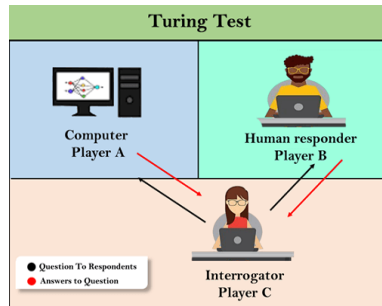 Turing Test
Computer
Player A
Human responder
Player B
Question To Respondents
Answers to Question
Interrogator
Player C